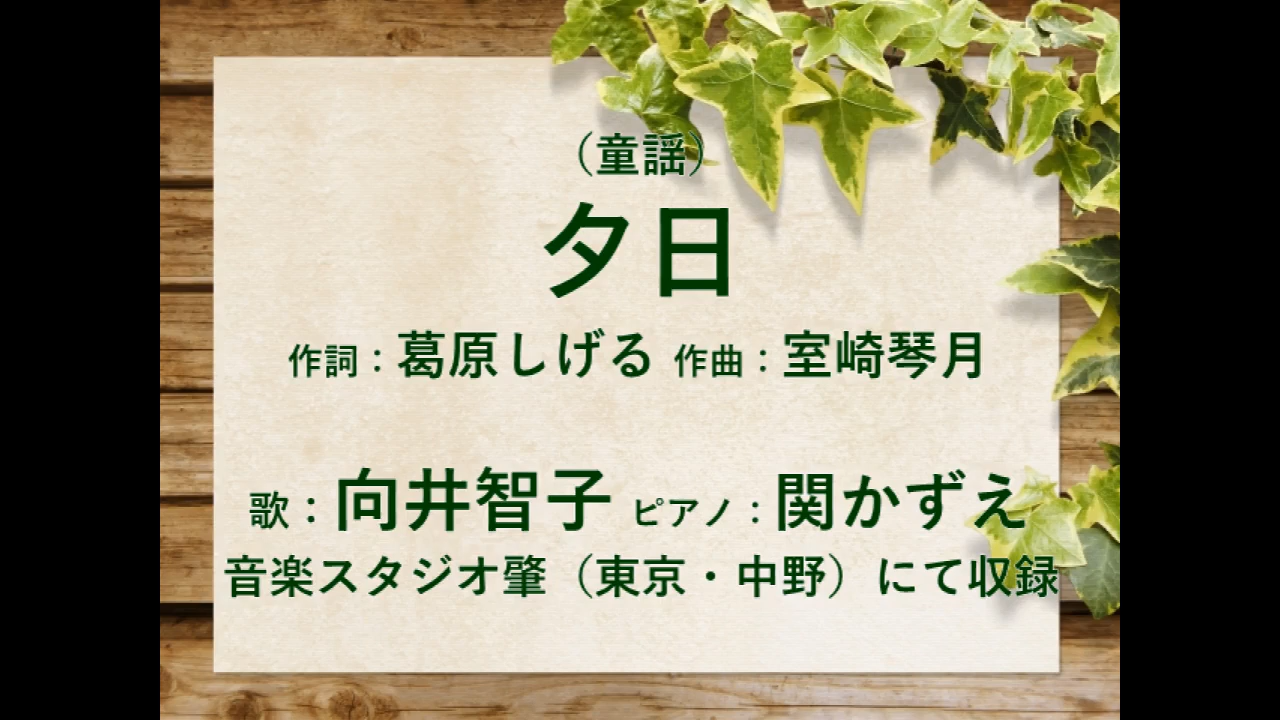 （童謡）
夕日
作詞：葛原しげる 作曲：室崎琴月
歌：向井智子 ピアノ：関かずえ
音楽スタジオ肇（東京・中野）にて収録